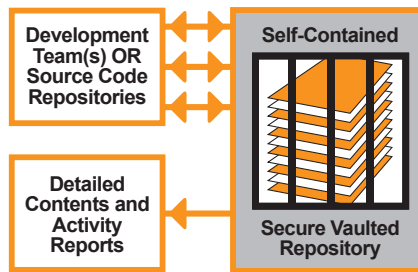 Development
Team(s) OR
Source Code
Repositories
Detailed
Contents and
Activity
Reports
Self-Contained
Secure Vaulted
Repository